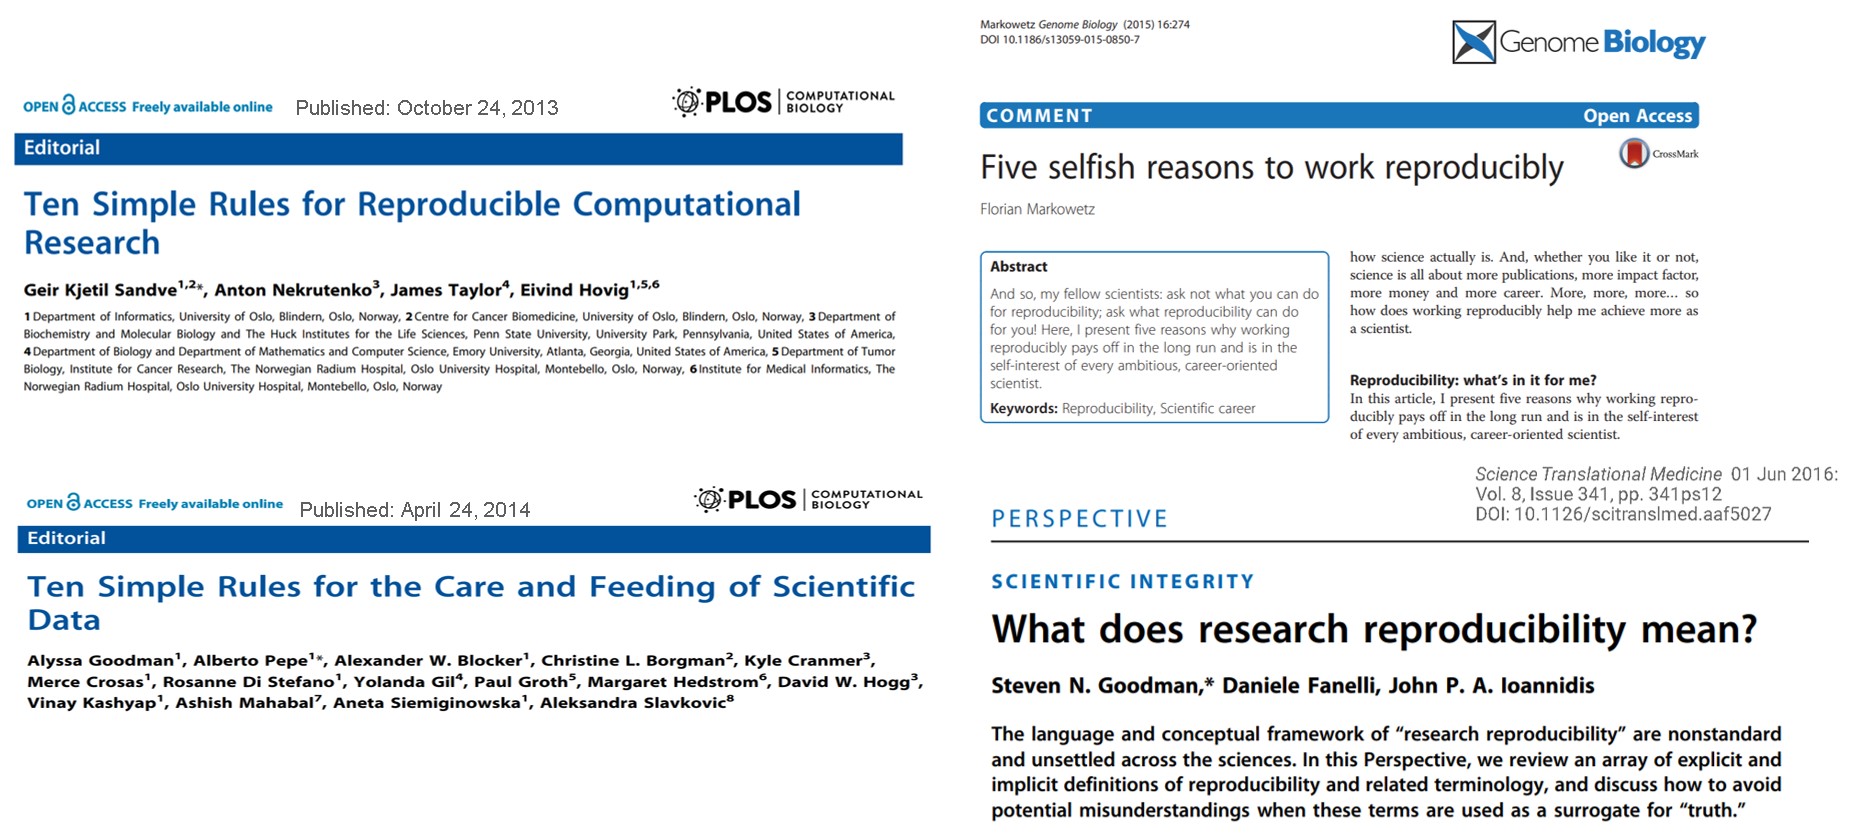 OPEN ACCESS Freely available online
Published: October 24, 2013
PLOS COMPUTATIONAL
BIOLOGY
Editorial
Ten Simple Rules for Reproducible Computational
Research
Geir Kjetil Sandve1,2*, Anton Nekrutenko3, James Taylor4, Eivind Hovig1,5,6
1 Department of Informatics, University of Oslo, Blindern, Oslo, Norway, 2 Centre for Cancer Biomedicine, University of Oslo, Blindern, Oslo, Norway, 3 Department of
Biochemistry and Molecular Biology and The Huck Institutes for the Life Sciences, Penn State University, University Park, Pennsylvania, United States of America,
4 Department of Biology and Department of Mathematics and Computer Science, Emory University, Atlanta, Georgia, United States of America, 5 Department of Tumor
Biology, Institute for Cancer Research, The Norwegian Radium Hospital, Oslo University Hospital, Montebello, Oslo, Norway, 6 Institute for Medical Informatics, The
Norwegian Radium Hospital, Oslo University Hospital, Montebello, Oslo, Norway
OPEN ACCESS Freely available online
Published: April 24, 2014
PLOS COMPUTATIONAL
BIOLOGY
Editorial
Ten Simple Rules for the Care and Feeding of Scientific
Data
Alyssa Goodman1, Alberto Pepe1*, Alexander W. Blocker1, Christine L. Borgman2, Kyle Cranmer3,
Merce Crosas1, Rosanne Di Stefano1, Yolanda Gil4, Paul Groth5, Margaret Hedstrom6, David W. Hogg3,
Vinay Kashyap1, Ashish Mahabal7, Aneta Siemiginowska1, Aleksandra Slavkovic8
Markowetz Genome Biology (2015) 16:274
DOI 10.1186/s13059-015-0850-7
Genome Biology
COMMENT
Open Access
Five selfish reasons to work reproducibly
CrossMark
Florian Markowetz
Abstract
And so, my fellow scientists: ask not what you can do
for reproducibility; ask what reproducibility can do
for you! Here, I present five reasons why working
reproducibly pays off in the long run and is in the
self-interest of every ambitious, career-oriented
scientist.
Keywords: Reproducibility, Scientific career
how science actually is. And, whether you like it or not,
science is all about more publications, more impact factor,
more money and more career. More, more, more... so
how does working reproducibly help me achieve more as
a scientist.
Reproducibility: what's in it for me?
In this article, I present five reasons why working repro-
ducibly pays off in the long run and is in the self-interest
of every ambitious, career-oriented scientist.
Science Translational Medicine 01 Jun 2016:
Vol. 8, Issue 341, pp. 341ps12
DOI: 10.1126/scitranslmed.aaf5027
PERSPECTIVE
SCIENTIFIC INTEGRITY
What does research reproducibility mean?
Steven N. Goodman,* Daniele Fanelli, John P. A. Ioannidis
The language and conceptual framework of “research reproducibility” are nonstandard
and unsettled across the sciences. In this Perspective, we review an array of explicit and
implicit definitions of reproducibility and related terminology, and discuss how to avoid
potential misunderstandings when these terms are used as a surrogate for “truth.”